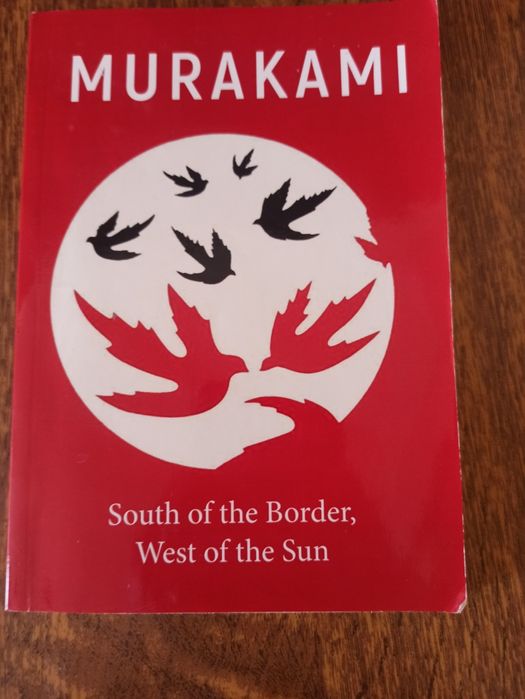 MURAKAMI
South of the Border,
West of the Sun